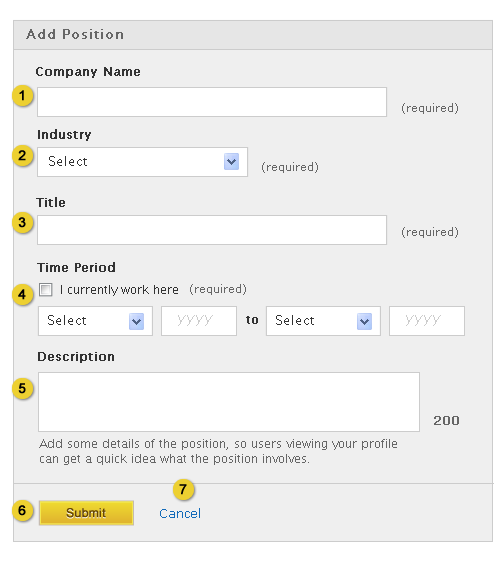 Add Position
Company Name
1
(required)
Industry
2 Select (required)
Title
3
(required)
Time Period
4 I currently work here (required)
Select yyyy to Select yyyy
Description
5
200
Add some details of the position, so users viewing your profile
can get a quick idea what the position involves.
7
6 Submit Cancel